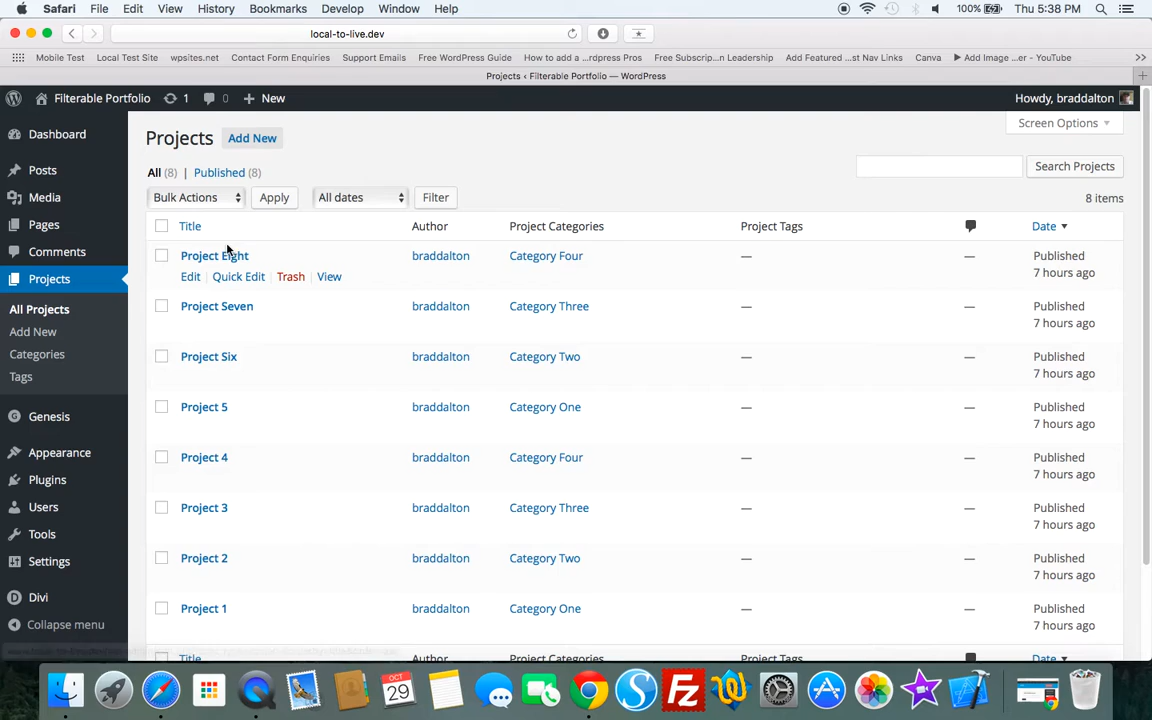 Safari File Edit View History Bookmarks Develop Window Help 100% Thu 5:38 PM
local-to-live.dev
Mobile Test Local Test Site wpsites.net Contact Form Enquiries Support Emails Free WordPress Guide How to add a ...rdpress Pros Free Subscrip...n Leadership Add Featured ...st Nav Links Canva ▶ Add Image ...er - YouTube >>
Projects ‹ Filterable Portfolio — WordPress +
Filterable Portfolio 1 0 + New Howdy, braddalton
Dashboard
Posts
Media
Pages
Comments
Projects
All Projects
Add New
Categories
Tags
Genesis
Appearance
Plugins
Users
Tools
Settings
Divi
Collapse menu
Screen Options
Projects Add New
All (8) | Published (8)
Search Projects
Bulk Actions Apply All dates Filter 8 items
Title Author Project Categories Project Tags Date
Project Eight braddalton Category Four — — Published
Edit | Quick Edit | Trash | View 7 hours ago
Project Seven braddalton Category Three — — Published
7 hours ago
Project Six braddalton Category Two — — Published
7 hours ago
Project 5 braddalton Category One — — Published
7 hours ago
Project 4 braddalton Category Four — — Published
7 hours ago
Project 3 braddalton Category Three — — Published
7 hours ago
Project 2 braddalton Category Two — — Published
7 hours ago
Project 1 braddalton Category One — — Published
7 hours ago
Title Author Project Categories Project Tags Date
OCT
29